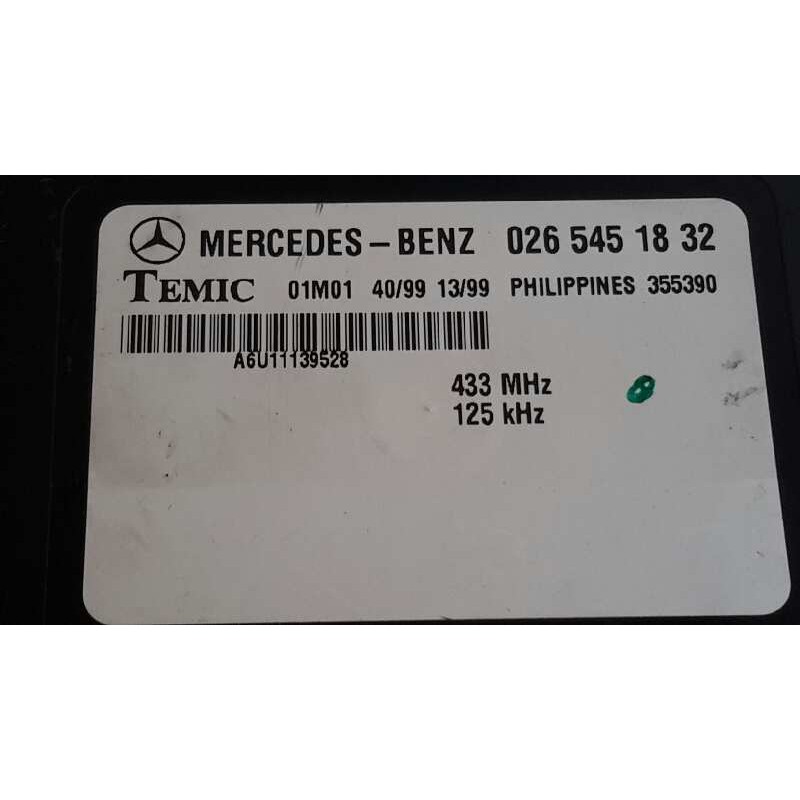 MERCEDES – BENZ 026 545 18 32
TEMIC 01M01 40/99 13/99 PHILIPPINES 355390
A6U11139528
433 MHz
125 kHz
8